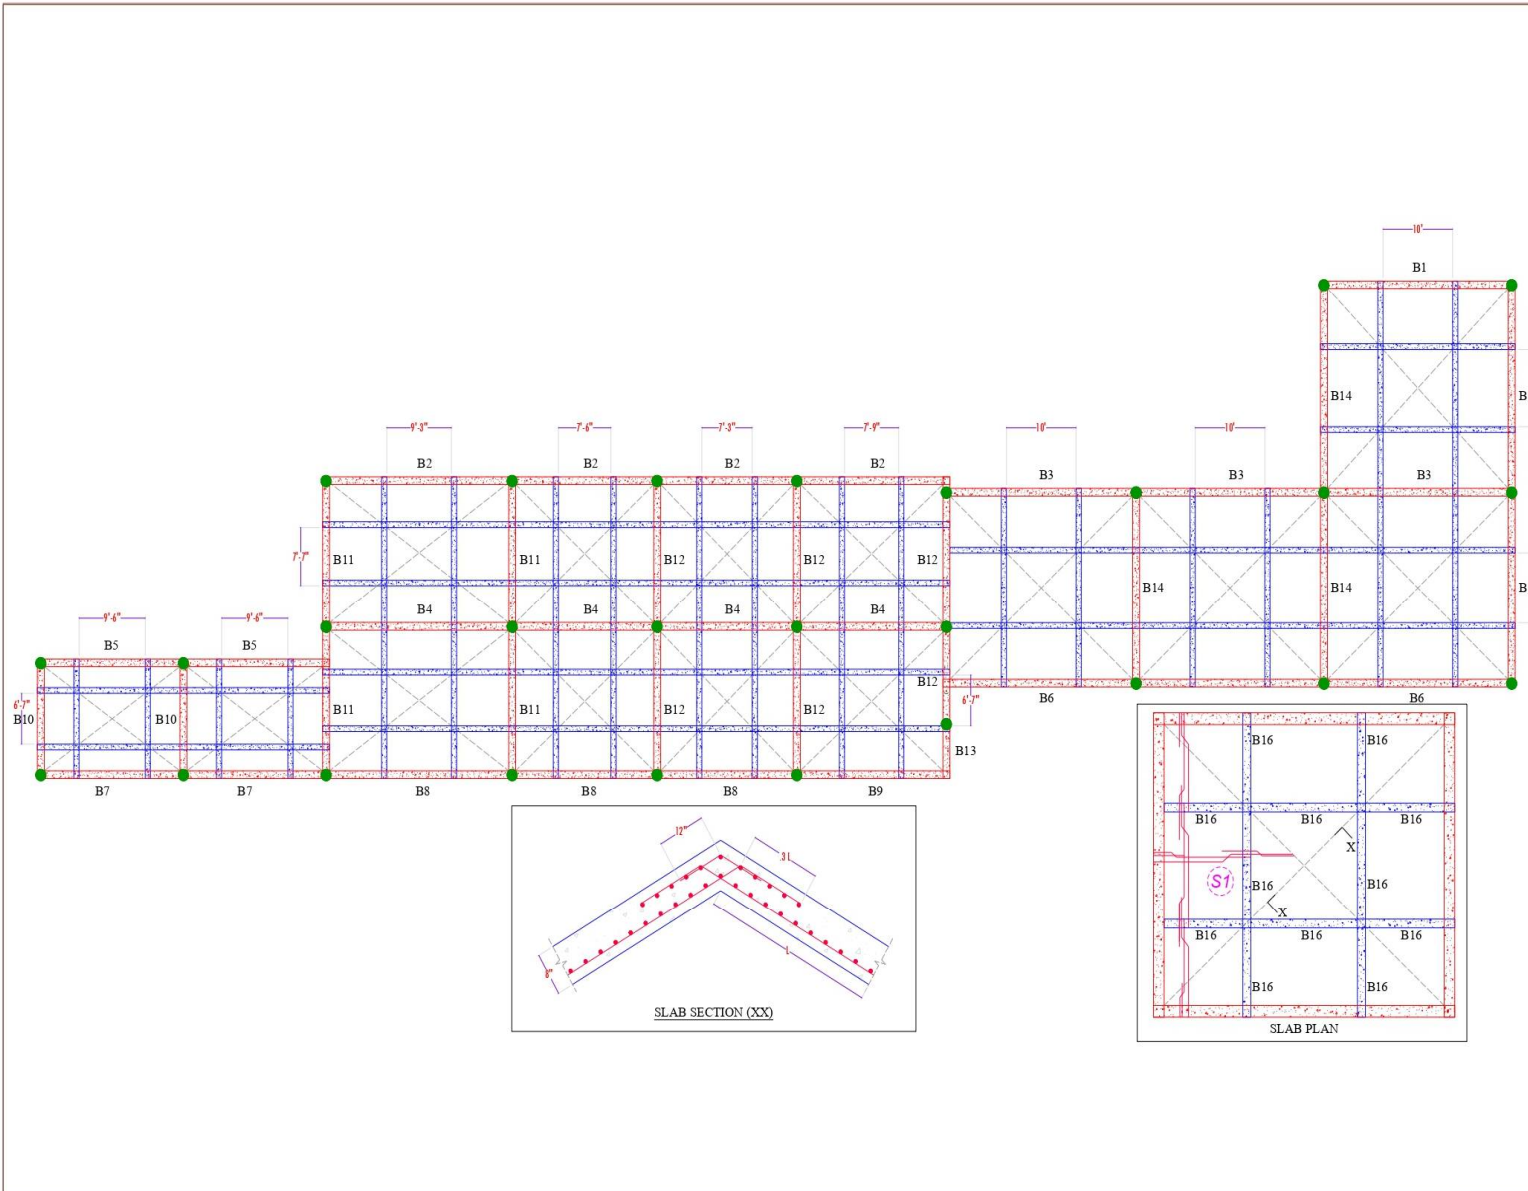 10'
B1
B14
B
9'-3"
7'-6"
7'-3"
7'-9"
10'
10'
B2
B2
B2
B2
B3
B3
B3
7'-7"
B11
B11
B12
B12
B12
B14
B14
B
B4
B4
B4
B4
9'-6"
9'-6"
B5
B5
6'-7"
B10
B10
B11
B11
B12
B12
B12
6'-7"
B6
B6
B13
B7
B7
B8
B8
B8
B9
12"
.3 L
L
8"
SLAB SECTION (XX)
B16
B16
B16
B16
B16
X
S1
B16
B16
X
B16
B16
B16
B16
B16
SLAB PLAN